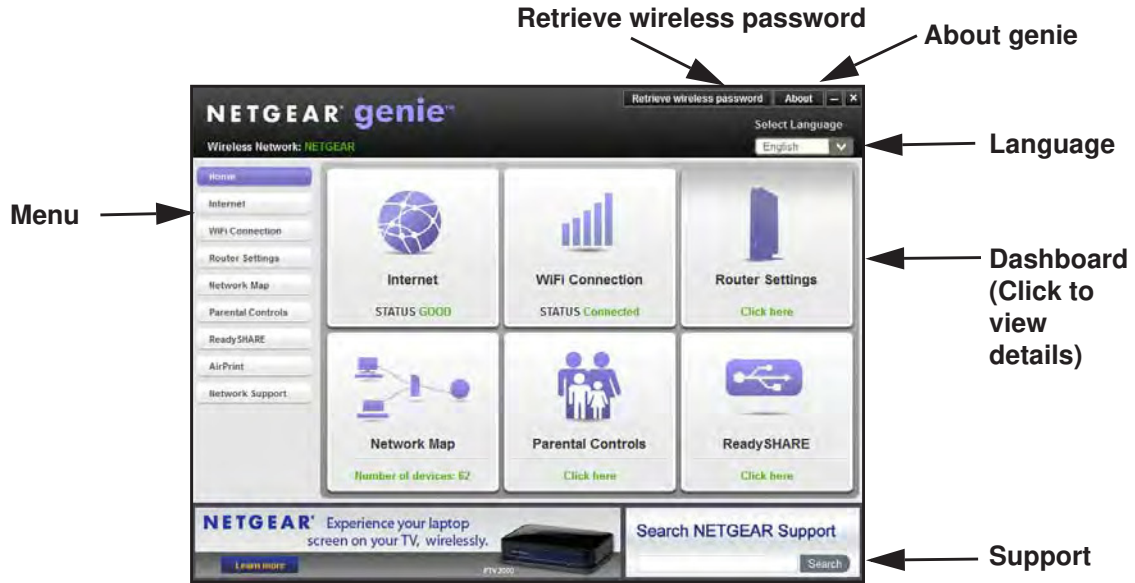 Retrieve wireless password
About genie
Retrieve wireless password About
NETGEAR® genie™
Select Language
Wireless Network: NETGEAR
English
Language
Menu
Home
Internet
WiFi Connection
Router Settings
Network Map
Parental Controls
ReadySHARE
AirPrint
Network Support
Internet
STATUS GOOD
WiFi Connection
STATUS Connected
Router Settings
Click here
Network Map
Number of devices: 62
Parental Controls
Click here
ReadySHARE
Click here
Dashboard
(Click to
view
details)
NETGEAR® Experience your laptop
screen on your TV, wirelessly.
Learn more
PTV2000
Search NETGEAR Support
Search
Support